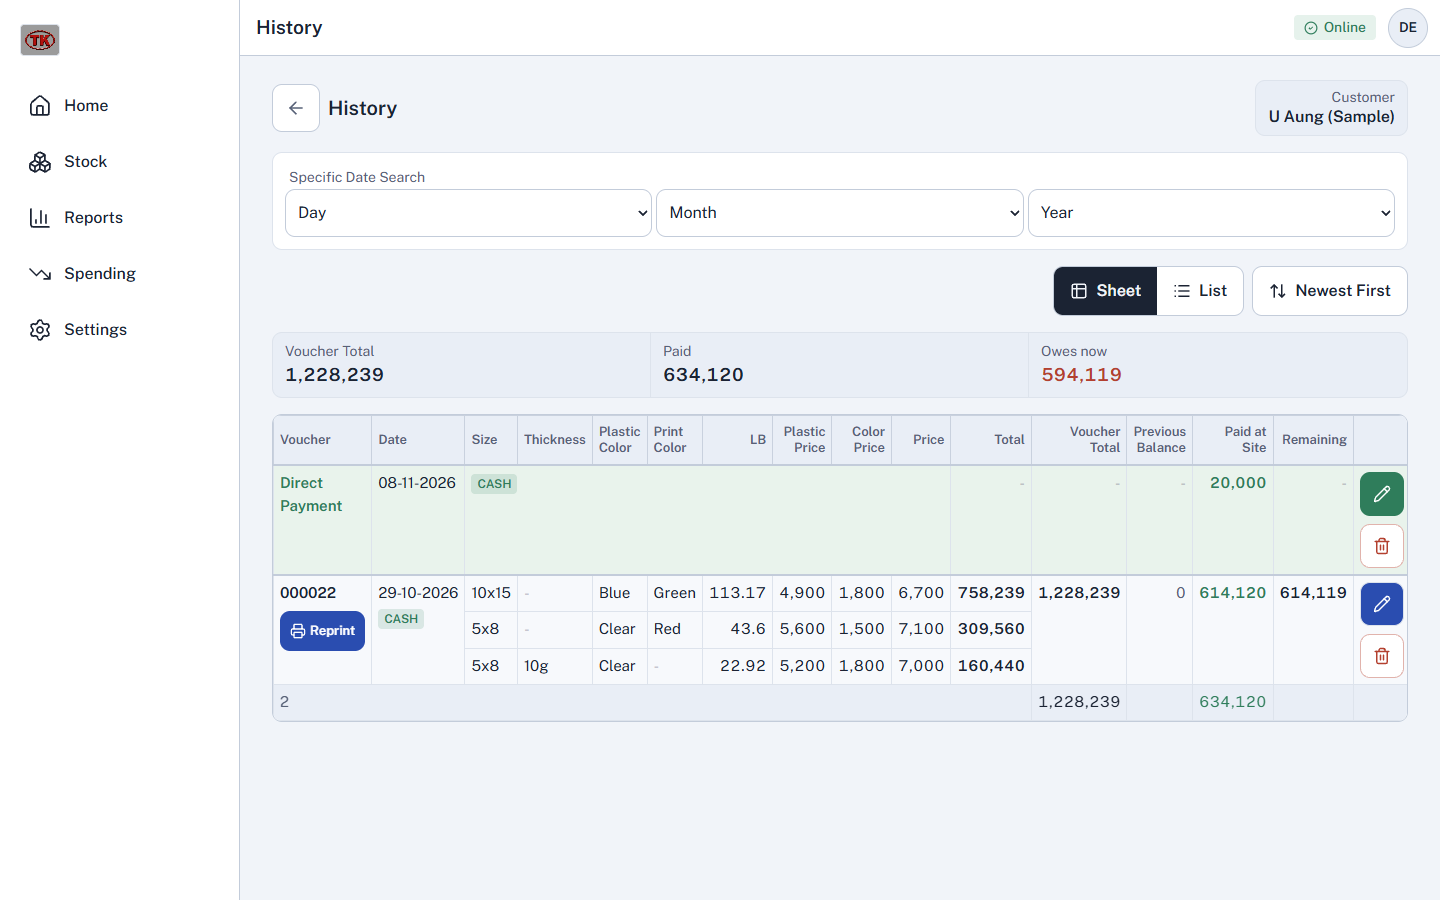 TK
History
Online
DE
Home
Stock
Reports
Spending
Settings
History
Customer
U Aung (Sample)
Specific Date Search
Day
Month
Year
Sheet
List
Newest First
Voucher Total
1,228,239
Paid
634,120
Owes now
594,119
Voucher Date Size Thickness Plastic Color Print Color LB Plastic Price Color Price Price Total Voucher Total Previous Balance Paid at Site Remaining
Direct Payment 08-11-2026 CASH - - - 20,000 -
000022 29-10-2026 10x15 - Blue Green 113.17 4,900 1,800 6,700 758,239 1,228,239 0 614,120 614,119
Reprint CASH
5x8 - Clear Red 43.6 5,600 1,500 7,100 309,560
5x8 10g Clear - 22.92 5,200 1,800 7,000 160,440
2 1,228,239 634,120